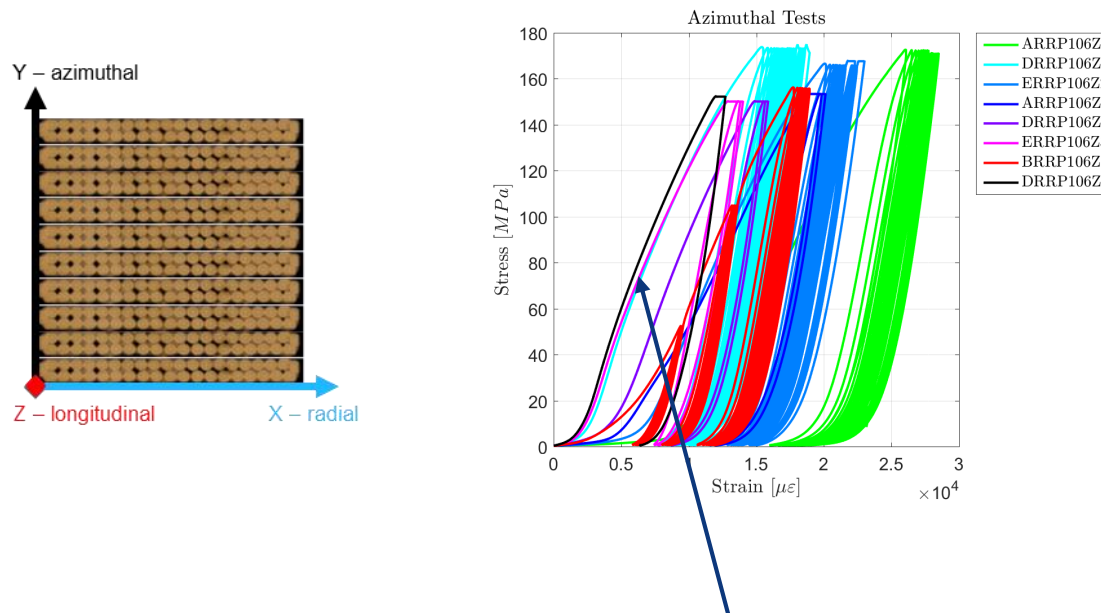 Y – azimuthal
Z – longitudinal
X – radial
Azimuthal Tests
Stress [MPa]
180
160
140
120
100
80
60
40
20
0
0
0.5
1
1.5
2
2.5
3
Strain [με]
×10⁴
ARRP106Z
DRRP106Z
ERRP106Z
ARRP106Z
DRRP106Z
ERRP106Z
BRRP106Z
DRRP106Z